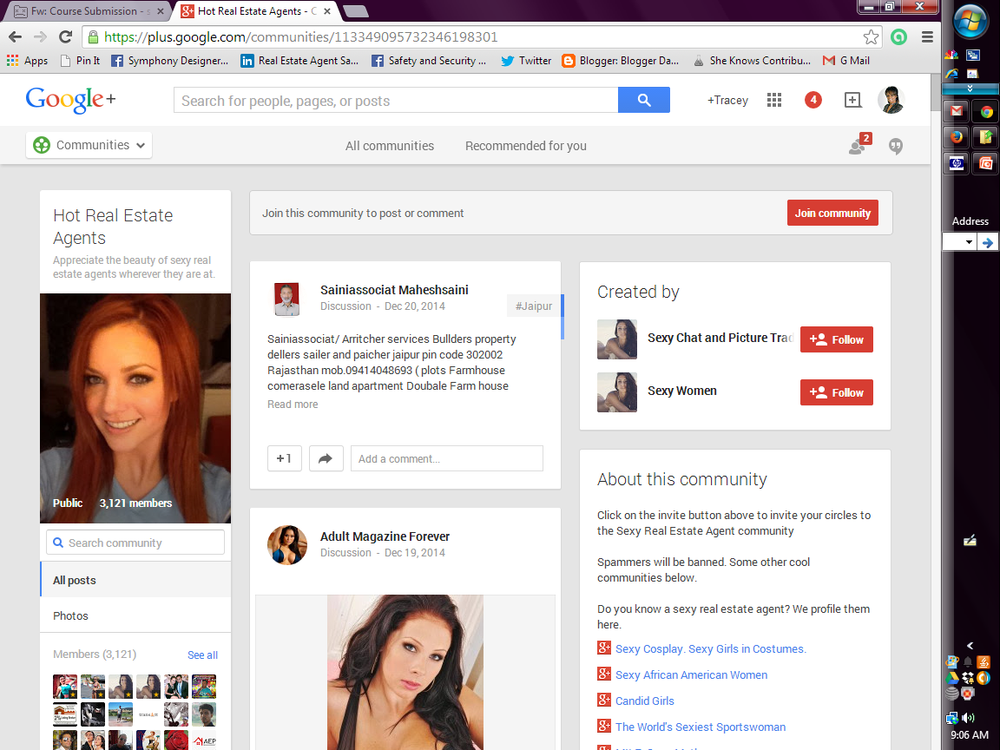 Fw: Course Submission - s
Hot Real Estate Agents - C
https://plus.google.com/communities/113349095732346198301
Apps
Pin It
Symphony Designer...
Real Estate Agent Sa...
Safety and Security ...
Twitter
Blogger: Blogger Da...
She Knows Contribu...
G Mail
Google+
Search for people, pages, or posts
+Tracey
4
Communities
All communities
Recommended for you
2
Address
Hot Real Estate
Agents
Appreciate the beauty of sexy real
estate agents wherever they are at.
Public
3,121 members
Search community
All posts
Photos
Members (3,121)
See all
Join this community to post or comment
Join community
Sainiassociat Maheshsaini
Discussion - Dec 20, 2014
#Jaipur
Sainiassociat/ Arritcher services Bullders property
dellers sailer and paicher jaipur pin code 302002
Rajasthan mob.09414048693 ( plots Farmhouse
comerasele land apartment Doubale Farm house
Read more
+1
Add a comment...
Adult Magazine Forever
Discussion - Dec 19, 2014
Created by
Sexy Chat and Picture Trad
Follow
Sexy Women
Follow
About this community
Click on the invite button above to invite your circles to
the Sexy Real Estate Agent community
Spammers will be banned. Some other cool
communities below.
Do you know a sexy real estate agent? We profile them
here.
Sexy Cosplay. Sexy Girls in Costumes.
Sexy African American Women
Candid Girls
The World's Sexiest Sportswoman
AEP
9:06 AM